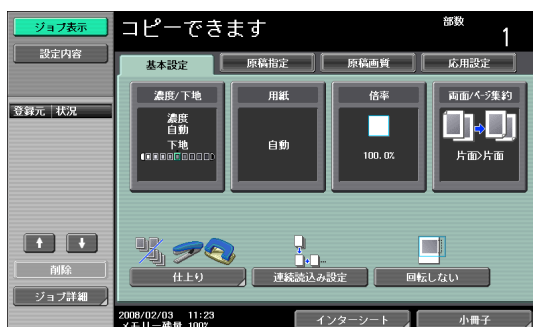 ジョブ表示
設定内容
コピーできます
部数
1
基本設定
原稿指定
原稿画質
応用設定
登録元 状況
濃度/下地
濃度
自動
下地
用紙
自動
倍率
100.0%
両面/ページ集約
片面>片面
仕上り
連続読込み設定
回転しない
削除
ジョブ詳細
2008/02/03 11:23
メモリー残量 100%
インターシート
小冊子